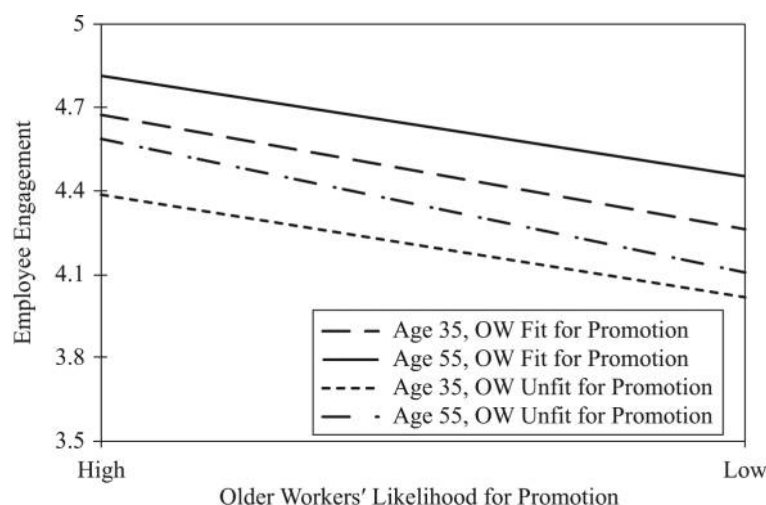 5
4.7
4.4
4.1
3.8
3.5
Employee Engagement
Age 35, OW Fit for Promotion
Age 55, OW Fit for Promotion
Age 35, OW Unfit for Promotion
Age 55, OW Unfit for Promotion
High
Low
Older Workers′ Likelihood for Promotion